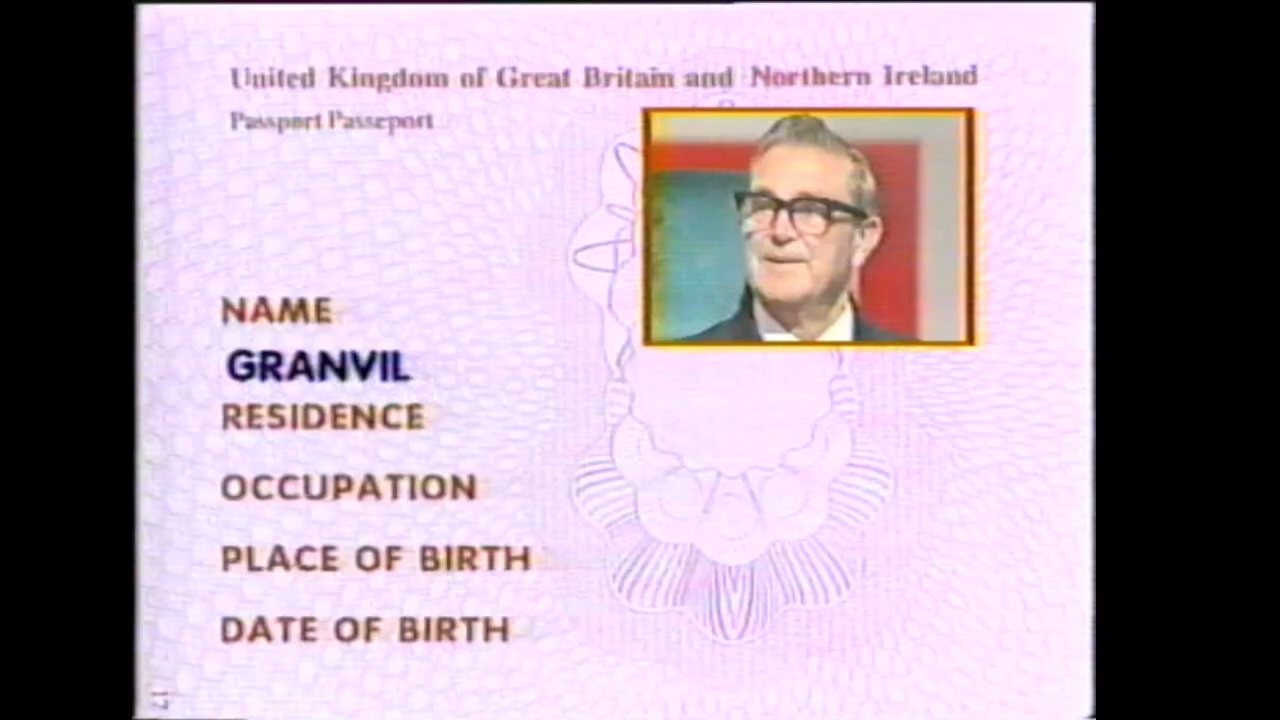 United Kingdom of Great Britain and Northern Ireland
Passport Passeport
NAME
GRANVIL
RESIDENCE
OCCUPATION
PLACE OF BIRTH
DATE OF BIRTH
17